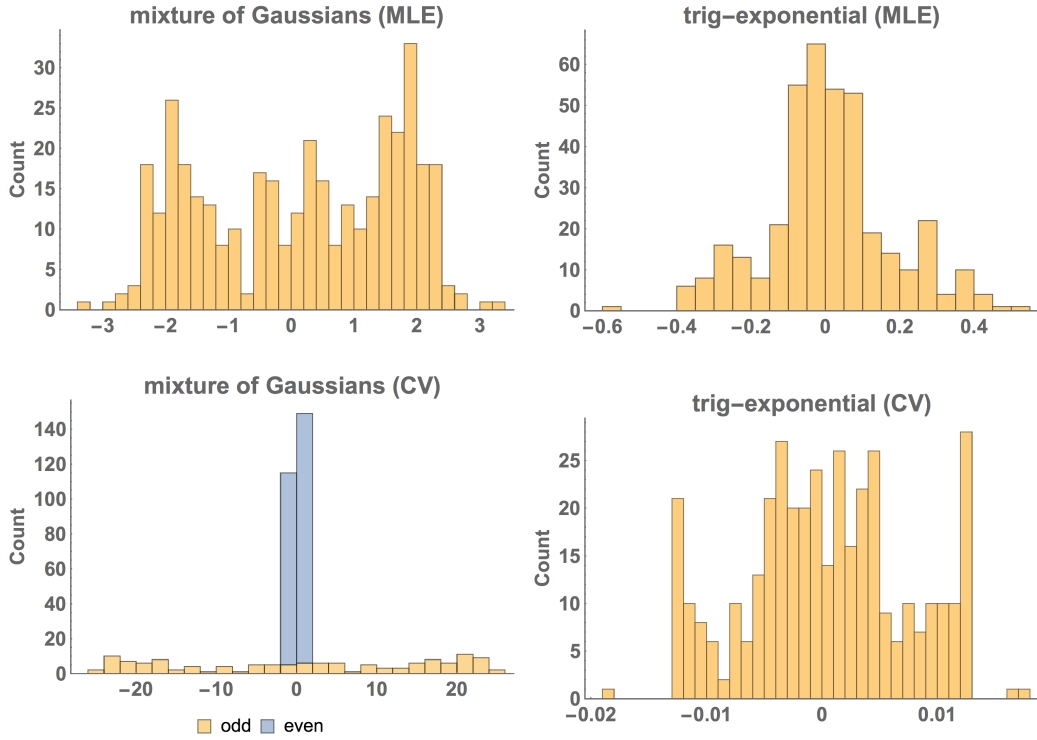 mixture of Gaussians (MLE)
Count
30
25
20
15
10
5
0
−3 −2 −1 0 1 2 3
trig−exponential (MLE)
Count
60
50
40
30
20
10
0
−0.6 −0.4 −0.2 0 0.2 0.4
mixture of Gaussians (CV)
Count
140
120
100
80
60
40
20
0
−20 −10 0 10 20
odd even
trig−exponential (CV)
Count
25
20
15
10
5
0
−0.02 −0.01 0 0.01